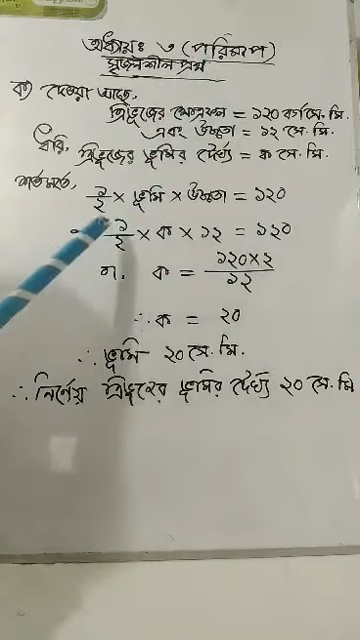 অধ্যায়ঃ ৩ (পরিমাপ)
সৃজনশীল প্রশ্ন
ক) দেওয়া আছে,
ত্রিভুজের ক্ষেত্রফল = ১২০ বর্গ সে. মি.
এবং উচ্চতা = ১২ সে. মি.
ধরি, ত্রিভুজের ভূমির দৈর্ঘ্য = ক সে. মি.
শর্তমতে,
১/২ × ভূমি × উচ্চতা = ১২০
১/২ × ক × ১২ = ১২০
বা, ক = ১২০×২/১২
∴ ক = ২০
∴ ভূমি ২০ সে. মি.
∴ নির্ণেয় ত্রিভুজের ভূমির দৈর্ঘ্য ২০ সে. মি